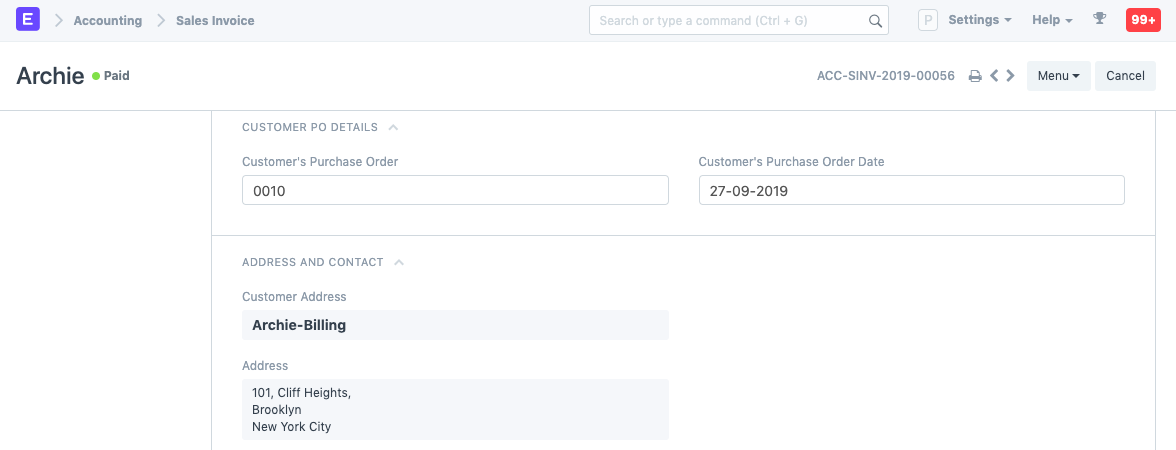 E Accounting Sales Invoice Search or type a command (Ctrl + G) P Settings Help 99+
Archie Paid ACC-SINV-2019-00056 Menu Cancel
CUSTOMER PO DETAILS
Customer's Purchase Order Customer's Purchase Order Date
0010 27-09-2019
ADDRESS AND CONTACT
Customer Address
Archie-Billing
Address
101, Cliff Heights,
Brooklyn
New York City